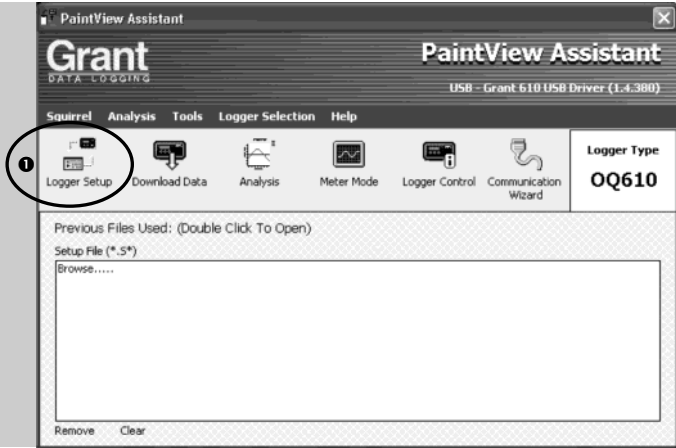 PaintView Assistant
Grant
DATA LOGGING
PaintView Assistant
USB - Grant 610 USB Driver (1.4.380)
Squirrel Analysis Tools Logger Selection Help
1
Logger Setup
Download Data
Analysis
Meter Mode
Logger Control
Communication
Wizard
Logger Type
OQ610
Previous Files Used: (Double Click To Open)
Setup File (*.S*)
Browse.....
Remove Clear